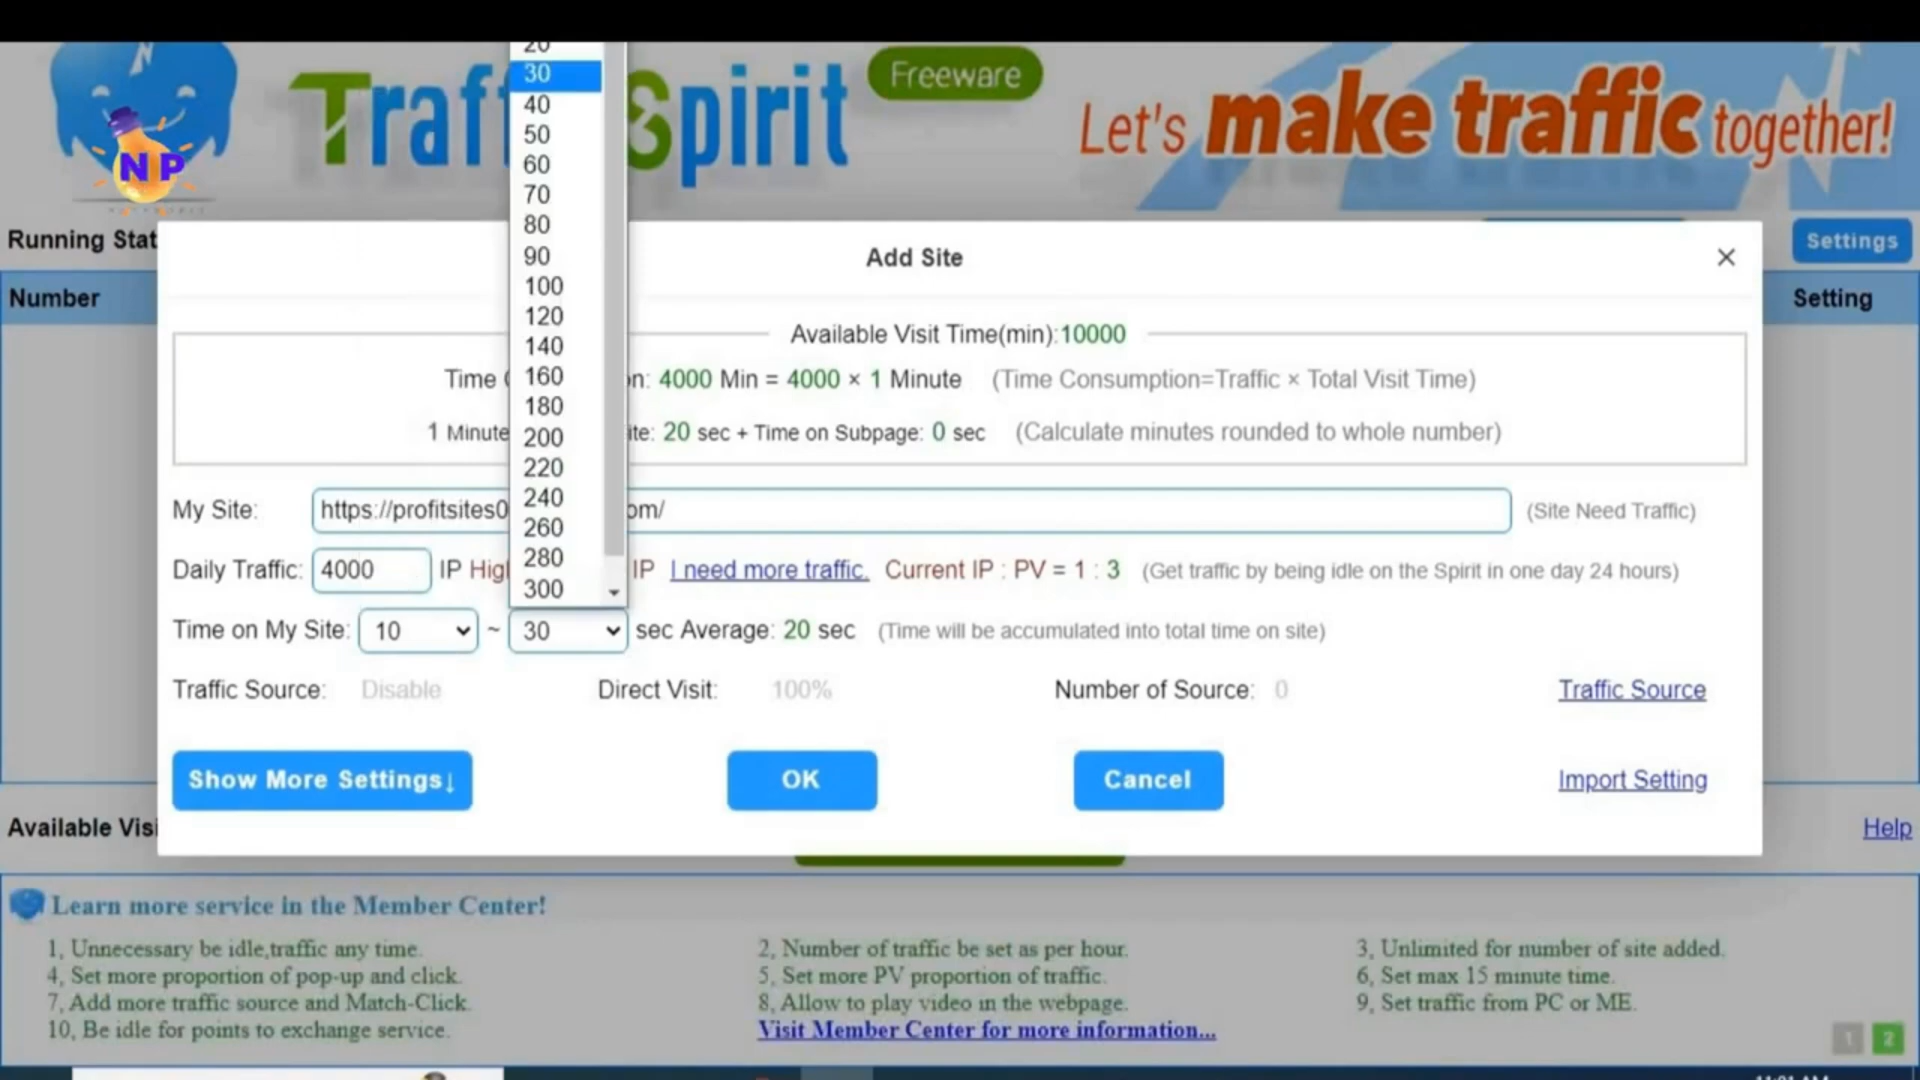 Traff Spirit Freeware
Let's make traffic together!
NP
20
30
40
50
60
70
80
90
100
120
140
160
180
200
220
240
260
280
300
Running Stat
Settings
Number
Setting
Add Site
Available Visit Time(min):10000
Time on: 4000 Min = 4000 × 1 Minute (Time Consumption=Traffic × Total Visit Time)
1 Minute ite: 20 sec + Time on Subpage: 0 sec (Calculate minutes rounded to whole number)
My Site: https://profitsites0 om/ (Site Need Traffic)
Daily Traffic: 4000 IP High IP I need more traffic. Current IP : PV = 1 : 3 (Get traffic by being idle on the Spirit in one day 24 hours)
Time on My Site: 10 ~ 30 sec Average: 20 sec (Time will be accumulated into total time on site)
Traffic Source: Disable Direct Visit: 100% Number of Source: 0 Traffic Source
Show More Settings↓ OK Cancel Import Setting
Available Visi
Help
Learn more service in the Member Center!
1, Unnecessary be idle,traffic any time. 2, Number of traffic be set as per hour. 3, Unlimited for number of site added.
4, Set more proportion of pop-up and click. 5, Set more PV proportion of traffic. 6, Set max 15 minute time.
7, Add more traffic source and Match-Click. 8, Allow to play video in the webpage. 9, Set traffic from PC or ME.
10, Be idle for points to exchange service. Visit Member Center for more information...
1 2